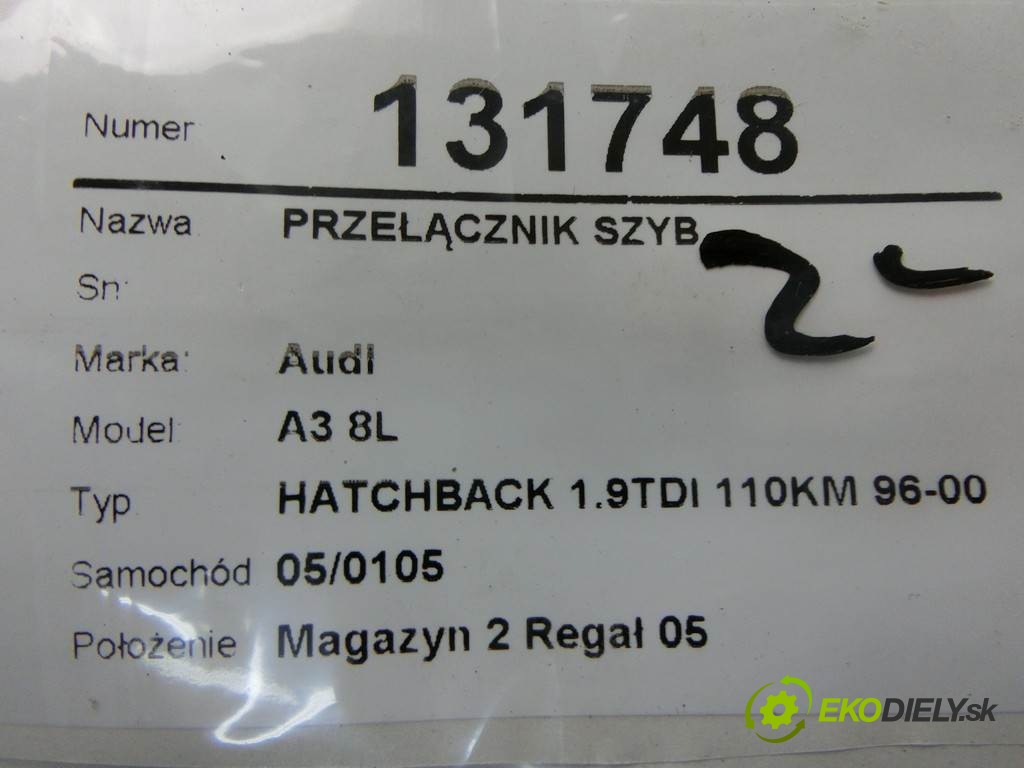 Numer 131748
Nazwa PRZEŁĄCZNIK SZYB
Sn:
Marka: Audi
Model: A3 8L
Typ HATCHBACK 1.9TDI 110KM 96-00
Samochód 05/0105
Położenie Magazyn 2 Regał 05
EKODIELY.sk